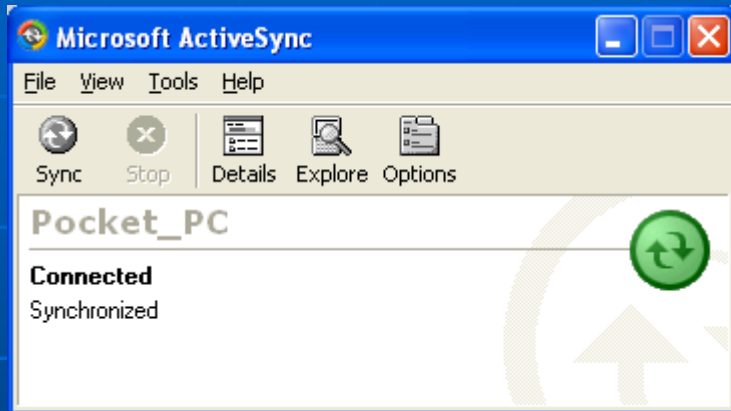 Microsoft ActiveSync
File View Tools Help
Sync Stop Details Explore Options
Pocket_PC
Connected
Synchronized